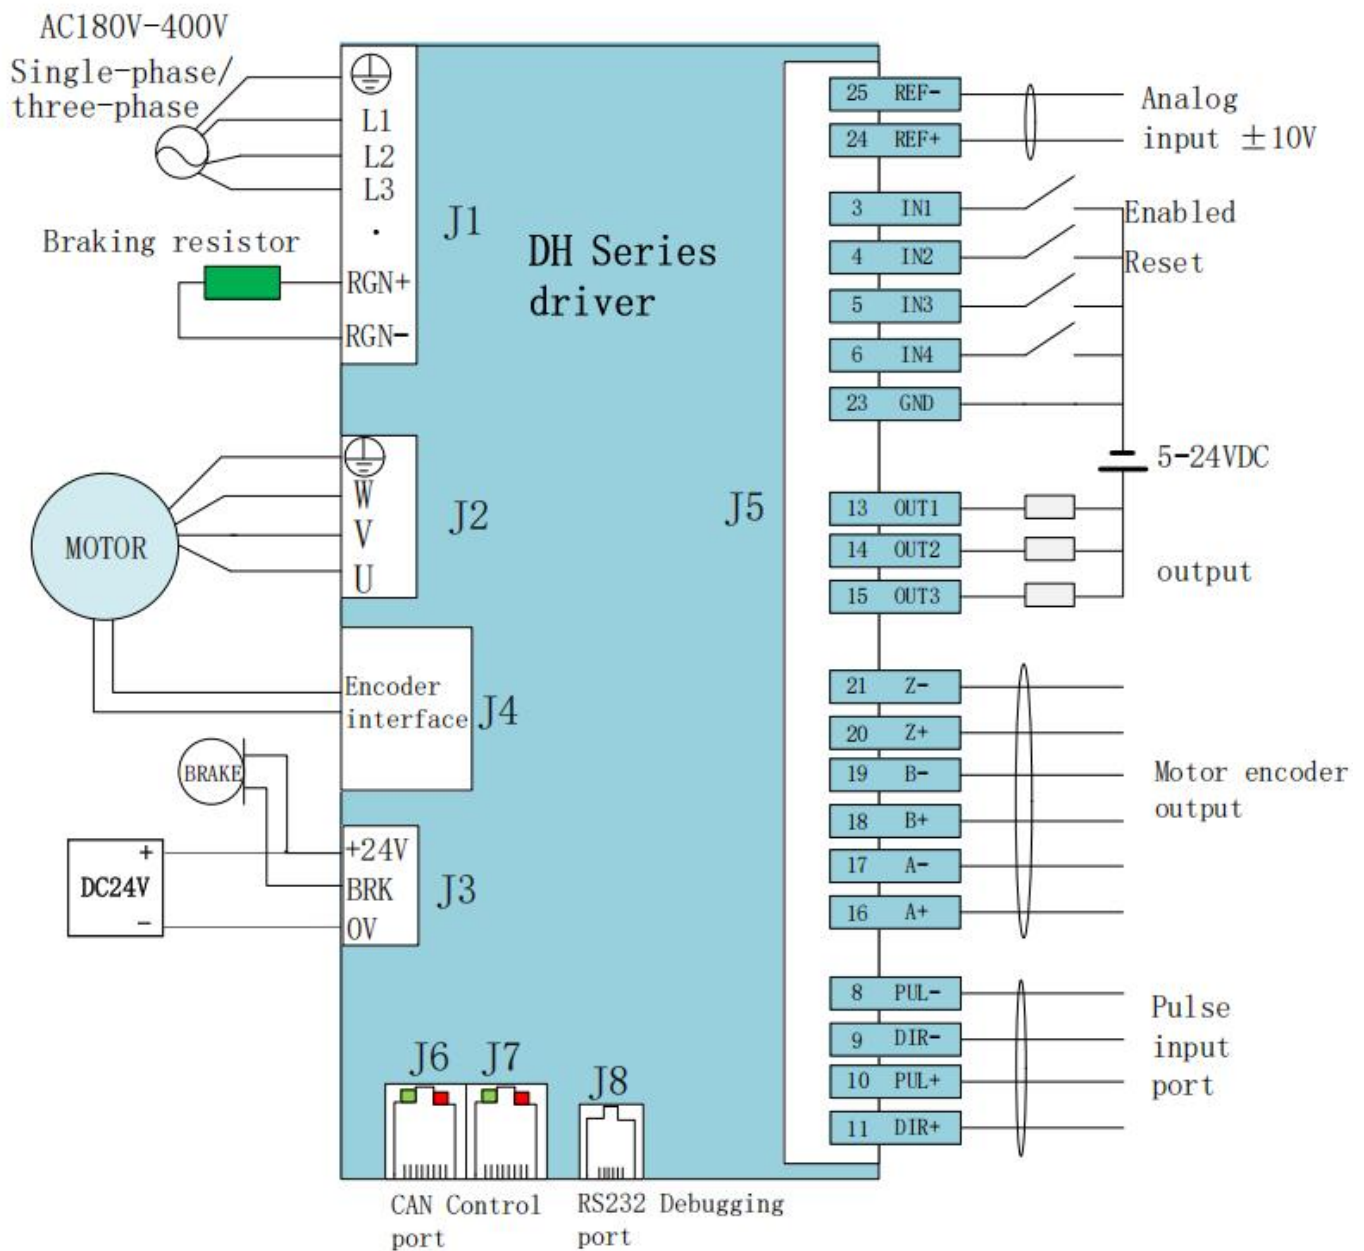 AC180V-400V
Single-phase/
three-phase
L1
L2
L3
.
Braking resistor
RGN+
RGN-
J1
DH Series
driver
MOTOR
W
V
U
J2
Encoder
interface
J4
BRAKE
+
DC24V
-
+24V
BRK
0V
J3
J6
J7
J8
CAN Control
port
RS232 Debugging
port
J5
25 REF-
24 REF+
Analog
input ±10V
3 IN1
Enabled
4 IN2
Reset
5 IN3
6 IN4
23 GND
5-24VDC
13 OUT1
14 OUT2
15 OUT3
output
21 Z-
20 Z+
19 B-
18 B+
17 A-
16 A+
Motor encoder
output
8 PUL-
9 DIR-
10 PUL+
11 DIR+
Pulse
input
port